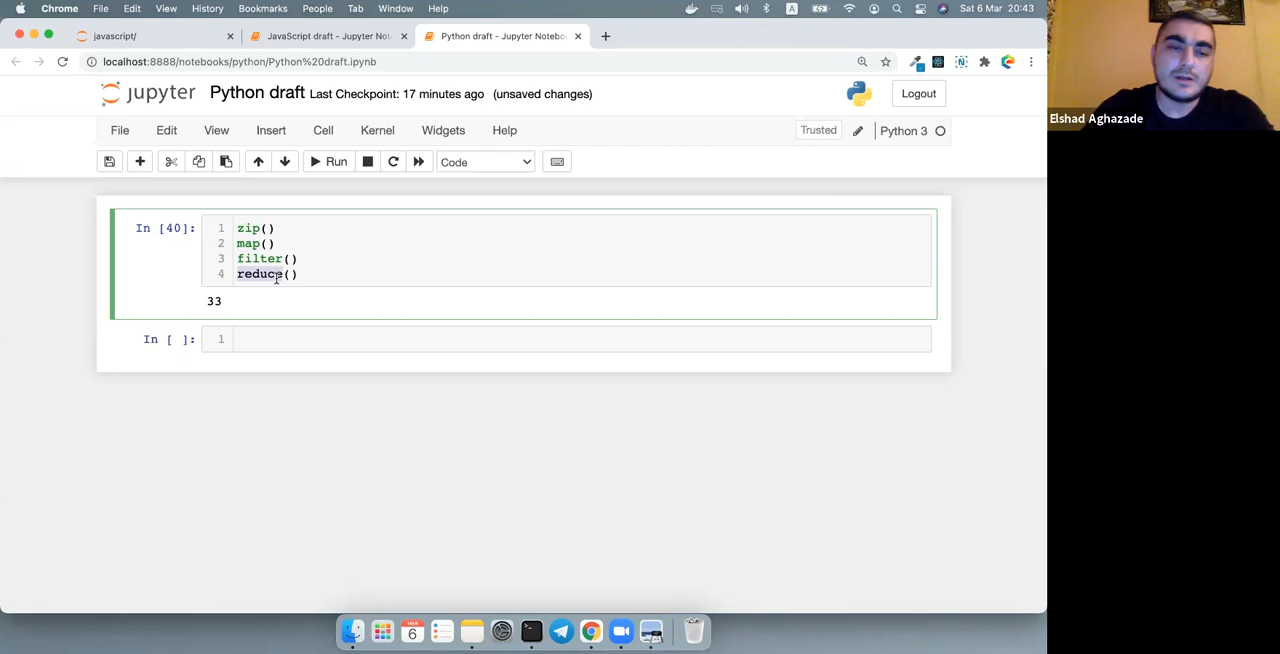 Chrome File Edit View History Bookmarks People Tab Window Help A Sat 6 Mar 20:43
javascript/ JavaScript draft - Jupyter Not Python draft - Jupyter Notebo
localhost:8888/notebooks/python/Python%20draft.ipynb
jupyter Python draft Last Checkpoint: 17 minutes ago (unsaved changes) Logout
File Edit View Insert Cell Kernel Widgets Help Trusted Python 3
Run Code
In [40]: 1 zip()
2 map()
3 filter()
4 reduce()
33
In [ ]: 1
MAR 6
Elshad Aghazade